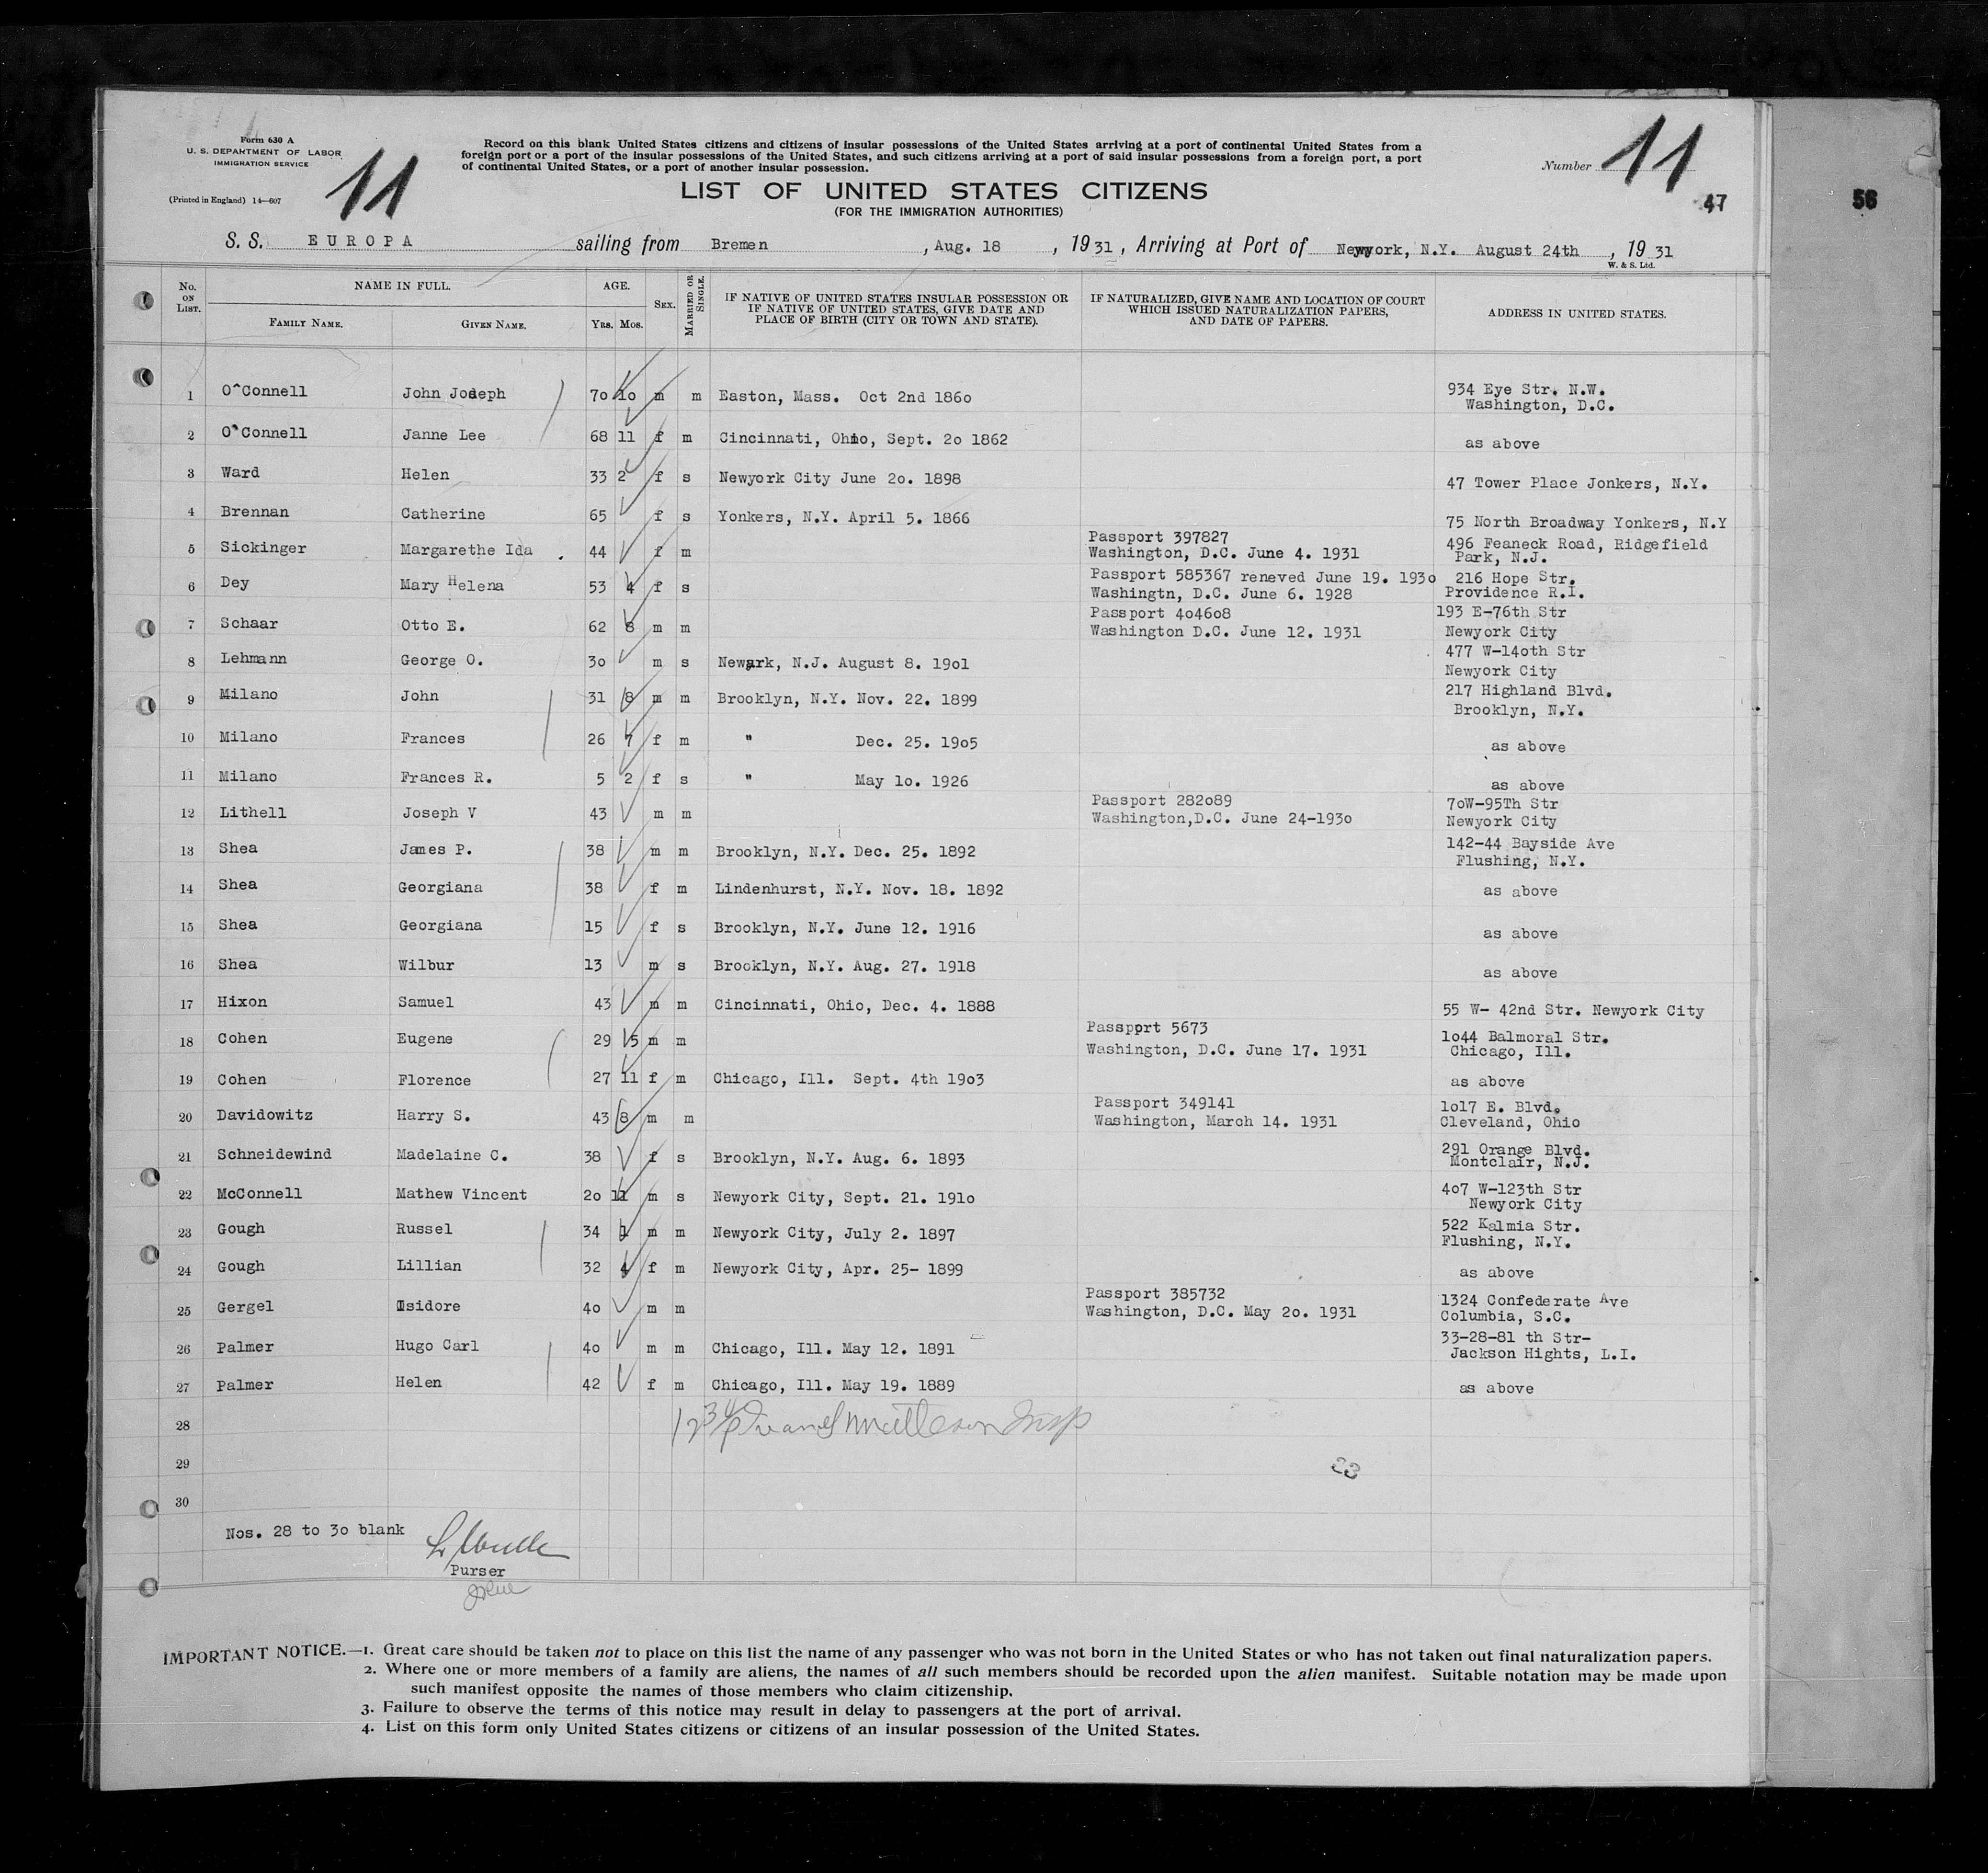 Form 630 A
U. S. DEPARTMENT OF LABOR
IMMIGRATION SERVICE
(Printed in England) 14—607
11
Record on this blank United States citizens and citizens of insular possessions of the United States arriving at a port of continental United States from a
foreign port or a port of the insular possessions of the United States, and such citizens arriving at a port of said insular possessions from a foreign port, a port
of continental United States, or a port of another insular possession.
Number 11
LIST OF UNITED STATES CITIZENS
(FOR THE IMMIGRATION AUTHORITIES)
47
56
S. S. EUROPA sailing from Bremen , Aug. 18 , 19 31 , Arriving at Port of Newyork, N.Y. August 24th , 19 31
W. & S. Ltd.
No. ON LIST. NAME IN FULL. AGE. SEX. MARRIED OR SINGLE. IF NATIVE OF UNITED STATES INSULAR POSSESSION OR IF NATIVE OF UNITED STATES, GIVE DATE AND PLACE OF BIRTH (CITY OR TOWN AND STATE). IF NATURALIZED, GIVE NAME AND LOCATION OF COURT WHICH ISSUED NATURALIZATION PAPERS, AND DATE OF PAPERS. ADDRESS IN UNITED STATES.
FAMILY NAME. GIVEN NAME. YRS. MOS.
1 O^Connell John Joseph 70 10 m m Easton, Mass. Oct 2nd 1860 934 Eye Str. N.W.
Washington, D.C.
2 O'Connell Janne Lee 68 11 f m Cincinnati, Ohio, Sept. 20 1862 as above
3 Ward Helen 33 2 f s Newyork City June 20. 1898 47 Tower Place Jonkers, N.Y.
4 Brennan Catherine 65 f s Yonkers, N.Y. April 5. 1866 75 North Broadway Yonkers, N.Y
5 Sickinger Margarethe Ida 44 f m Passport 397827 496 Feaneck Road, Ridgefield
Washington, D.C. June 4. 1931 Park, N.J.
6 Dey Mary Helena 53 4 f s Passport 585367 reneved June 19. 1930 216 Hope Str.
Washingtn, D.C. June 6. 1928 Providence R.I.
7 Schaar Otto E. 62 8 m m Passport 404608 193 E-76th Str
Washington D.C. June 12. 1931 Newyork City
8 Lehmann George O. 30 m s Newark, N.J. August 8. 1901 477 W-140th Str
Newyork City
9 Milano John 31 8 m m Brooklyn, N.Y. Nov. 22. 1899 217 Highland Blvd.
Brooklyn, N.Y.
10 Milano Frances 26 7 f m " Dec. 25. 1905 as above
11 Milano Frances R. 5 2 f s " May 10. 1926 as above
12 Lithell Joseph V 43 m m Passport 282089 70W-95Th Str
Washington,D.C. June 24-1930 Newyork City
13 Shea James P. 38 m m Brooklyn, N.Y. Dec. 25. 1892 142-44 Bayside Ave
Flushing, N.Y.
14 Shea Georgiana 38 f m Lindenhurst, N.Y. Nov. 18. 1892 as above
15 Shea Georgiana 15 f s Brooklyn, N.Y. June 12. 1916 as above
16 Shea Wilbur 13 m s Brooklyn, N.Y. Aug. 27. 1918 as above
17 Hixon Samuel 43 m m Cincinnati, Ohio, Dec. 4. 1888 55 W- 42nd Str. Newyork City
18 Cohen Eugene 29 5 m m Passport 5673 1044 Balmoral Str.
Washington, D.C. June 17. 1931 Chicago, Ill.
19 Cohen Florence 27 11 f m Chicago, Ill. Sept. 4th 1903 as above
20 Davidowitz Harry S. 43 8 m m Passport 349141 1017 E. Blvd.
Washington, March 14. 1931 Cleveland, Ohio
21 Schneidewind Madelaine C. 38 f s Brooklyn, N.Y. Aug. 6. 1893 291 Orange Blvd.
Montclair, N.J.
22 McConnell Mathew Vincent 20 11 m s Newyork City, Sept. 21. 1910 407 W-123th Str
Newyork City
23 Gough Russel 34 1 m m Newyork City, July 2. 1897 522 Kalmia Str.
Flushing, N.Y.
24 Gough Lillian 32 4 f m Newyork City, Apr. 25- 1899 as above
25 Gergel Isidore 40 m m Passport 385732 1324 Confederate Ave
Washington, D.C. May 20. 1931 Columbia, S.C.
26 Palmer Hugo Carl 40 m m Chicago, Ill. May 12. 1891 33-28-81 th Str-
Jackson Hights, L.I.
27 Palmer Helen 42 f m Chicago, Ill. May 19. 1889 as above
28
29
30
Nos. 28 to 30 blank
Purser
IMPORTANT NOTICE.—1. Great care should be taken not to place on this list the name of any passenger who was not born in the United States or who has not taken out final naturalization papers.
2. Where one or more members of a family are aliens, the names of all such members should be recorded upon the alien manifest. Suitable notation may be made upon
such manifest opposite the names of those members who claim citizenship.
3. Failure to observe the terms of this notice may result in delay to passengers at the port of arrival.
4. List on this form only United States citizens or citizens of an insular possession of the United States.